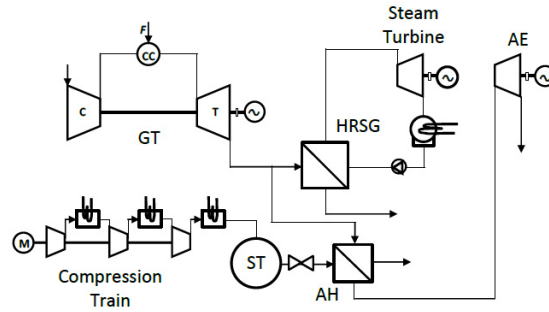 Steam
Turbine
AE
F
CC
C
T
GT
HRSG
M
ST
Compression
Train
AH